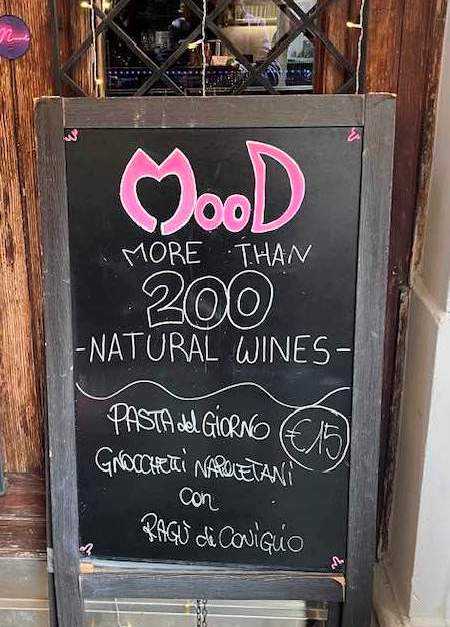 MooD
MORE THAN
200
-NATURAL WINES-
PASTA del GIORNO €15
GNOCCHETTI NAPOLETANI
con
RAGÙ di CONIGLIO